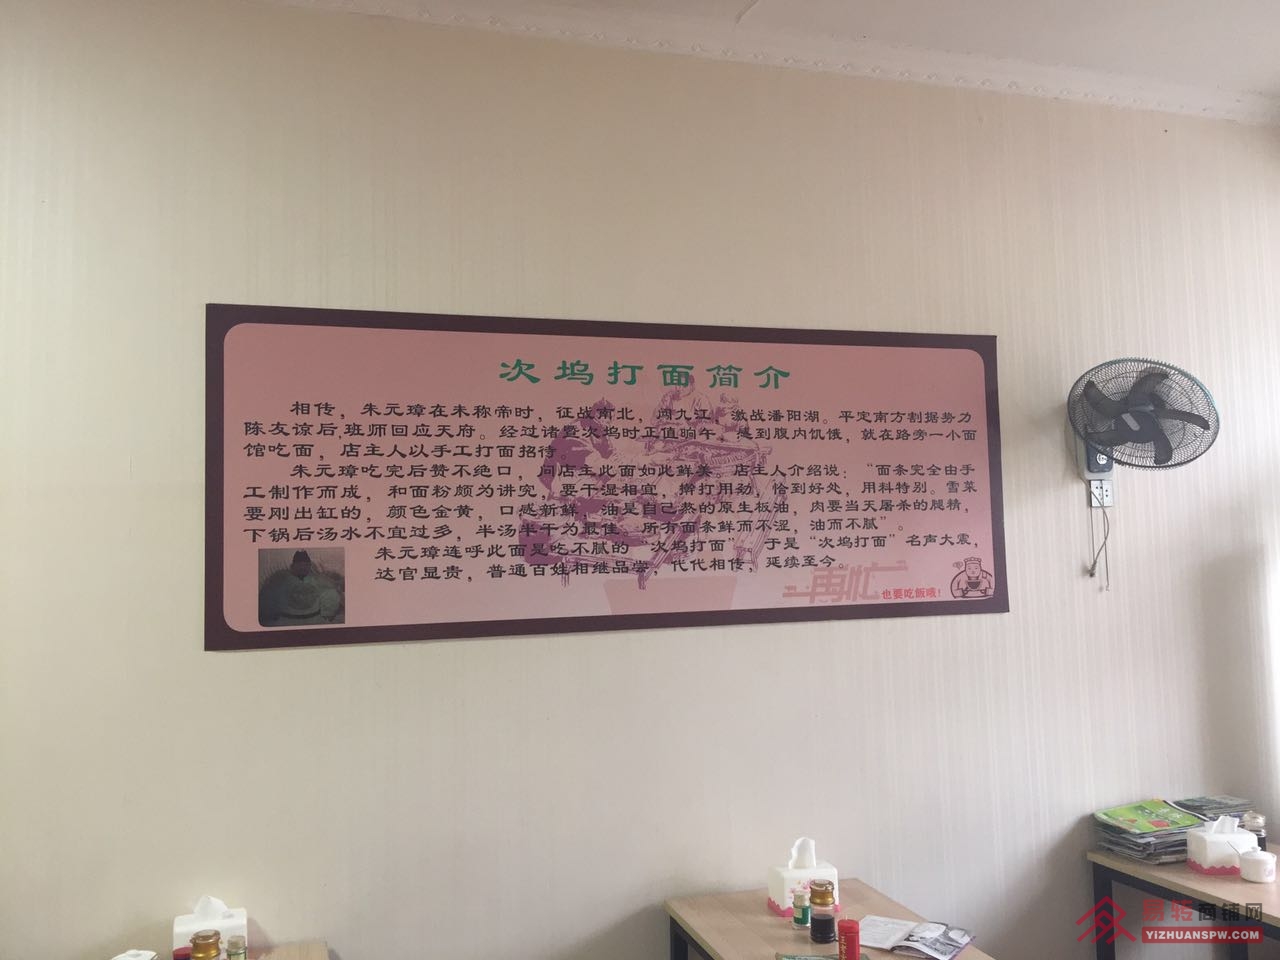 次坞打面简介
相传，朱元璋在未称帝时，征战南北，闯九江，激战潘阳湖。平定南方割据势力
陈友谅后，班师回应天府。经过诸暨次坞时正值晌午，感到腹内饥饿，就在路旁一小面
馆吃面，店主人以手工打面招待。
朱元璋吃完后赞不绝口，问店主此面如此鲜美。店主人介绍说：“面条完全由手
工制作而成，和面粉颇为讲究，要干湿相宜，擀打用劲，恰到好处，用料特别。雪菜
要刚出缸的，颜色金黄，口感新鲜，油是自己熬的原生板油，肉要当天屠杀的腿精，
下锅后汤水不宜过多，半汤半干为最佳。所有面条鲜而不涩，油而不腻”。
朱元璋连呼此面是吃不腻的“次坞打面”，于是“次坞打面”名声大震，
达官显贵，普通百姓相继品尝，代代相传，延续至今。
再忙
也要吃飯哦！
易转商铺网
YIZHUANSPW.COM